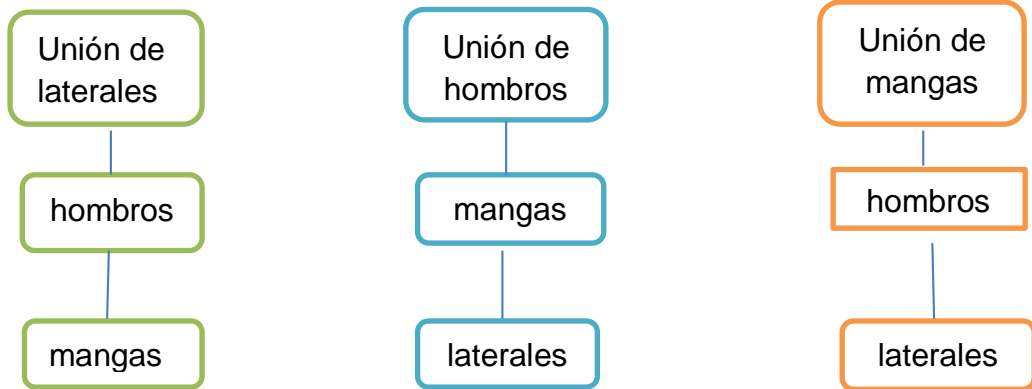 Unión de
laterales
hombros
mangas
Unión de
hombros
mangas
laterales
Unión de
mangas
hombros
laterales